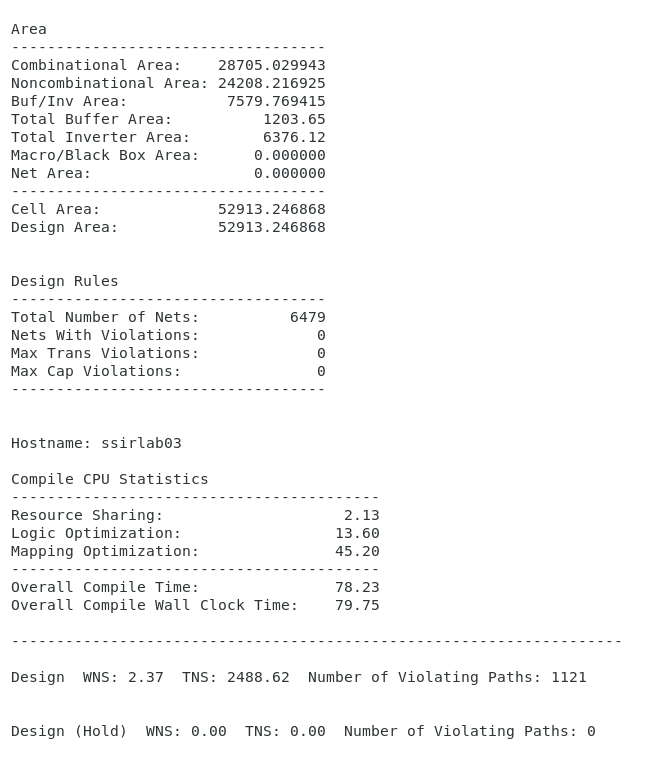 Area
-----------------------------------
Combinational Area:    28705.029943
Noncombinational Area: 24208.216925
Buf/Inv Area:           7579.769415
Total Buffer Area:          1203.65
Total Inverter Area:        6376.12
Macro/Black Box Area:      0.000000
Net Area:                  0.000000
-----------------------------------
Cell Area:             52913.246868
Design Area:           52913.246868
Design Rules
-----------------------------------
Total Number of Nets:          6479
Nets With Violations:             0
Max Trans Violations:             0
Max Cap Violations:               0
-----------------------------------
Hostname: ssirlab03
Compile CPU Statistics
-----------------------------------------
Resource Sharing:                    2.13
Logic Optimization:                 13.60
Mapping Optimization:               45.20
-----------------------------------------
Overall Compile Time:               78.23
Overall Compile Wall Clock Time:    79.75
--------------------------------------------------------------------
Design  WNS: 2.37  TNS: 2488.62  Number of Violating Paths: 1121
Design (Hold)  WNS: 0.00  TNS: 0.00  Number of Violating Paths: 0